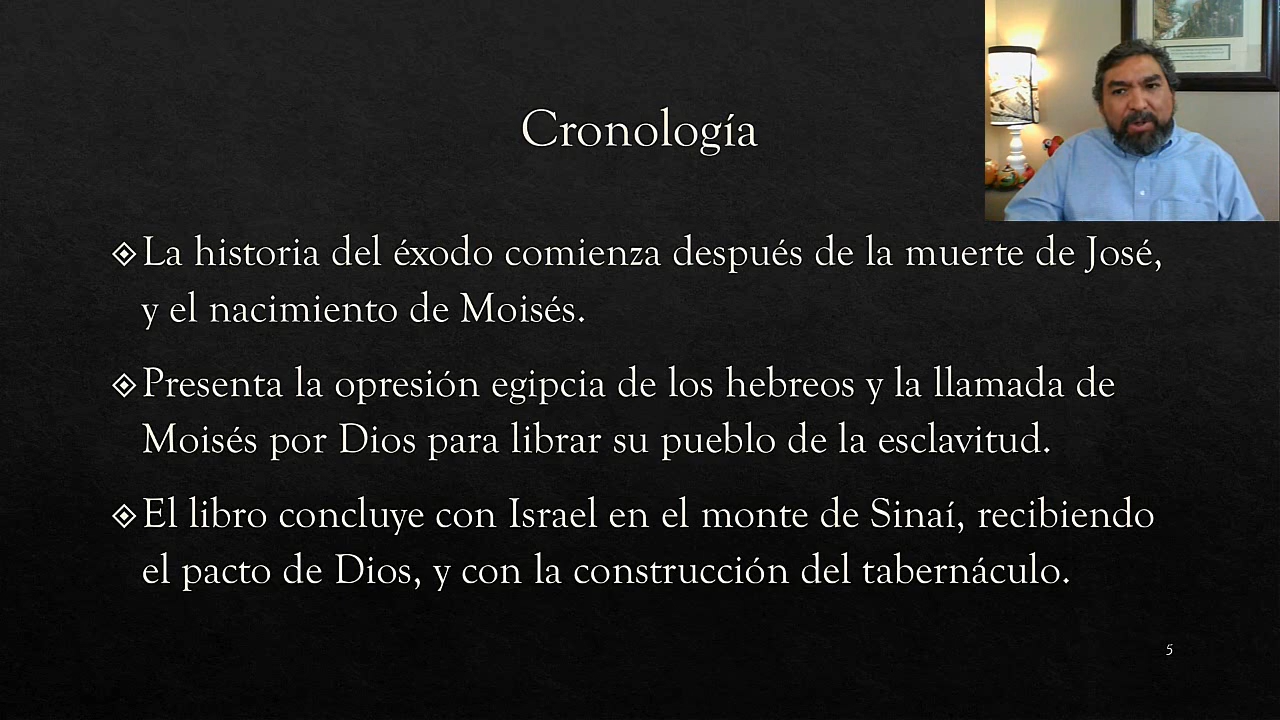 Cronología
La historia del éxodo comienza después de la muerte de José,
y el nacimiento de Moisés.
Presenta la opresión egipcia de los hebreos y la llamada de
Moisés por Dios para librar su pueblo de la esclavitud.
El libro concluye con Israel en el monte de Sinaí, recibiendo
el pacto de Dios, y con la construcción del tabernáculo.
5